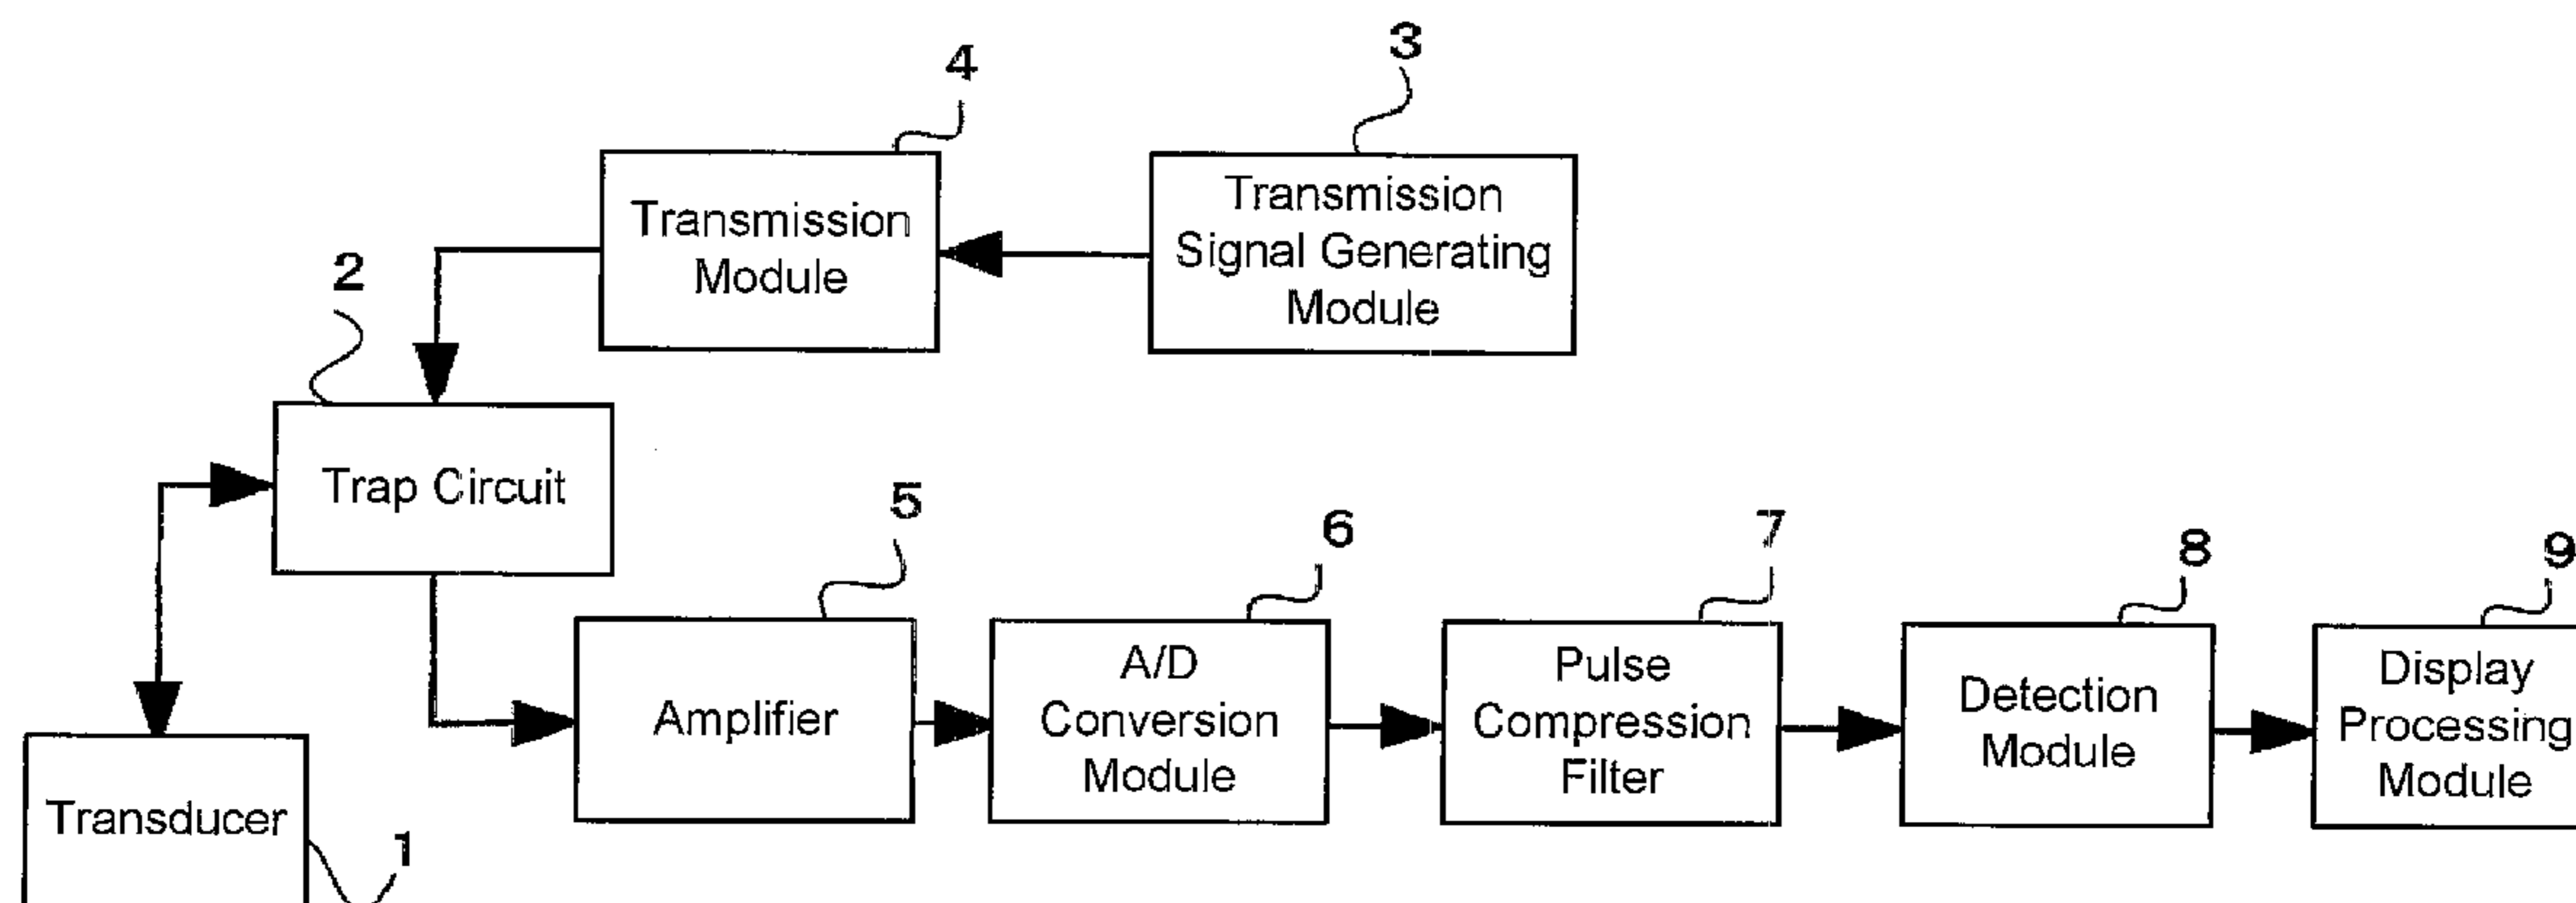 3
4
Transmission
Signal Generating
Module
Transmission
Module
2
Trap Circuit
5
6
7
8
9
A/D
Conversion
Module
Pulse
Compression
Filter
Display
Processing
Module
Detection
Module
Amplifier
Transducer
1